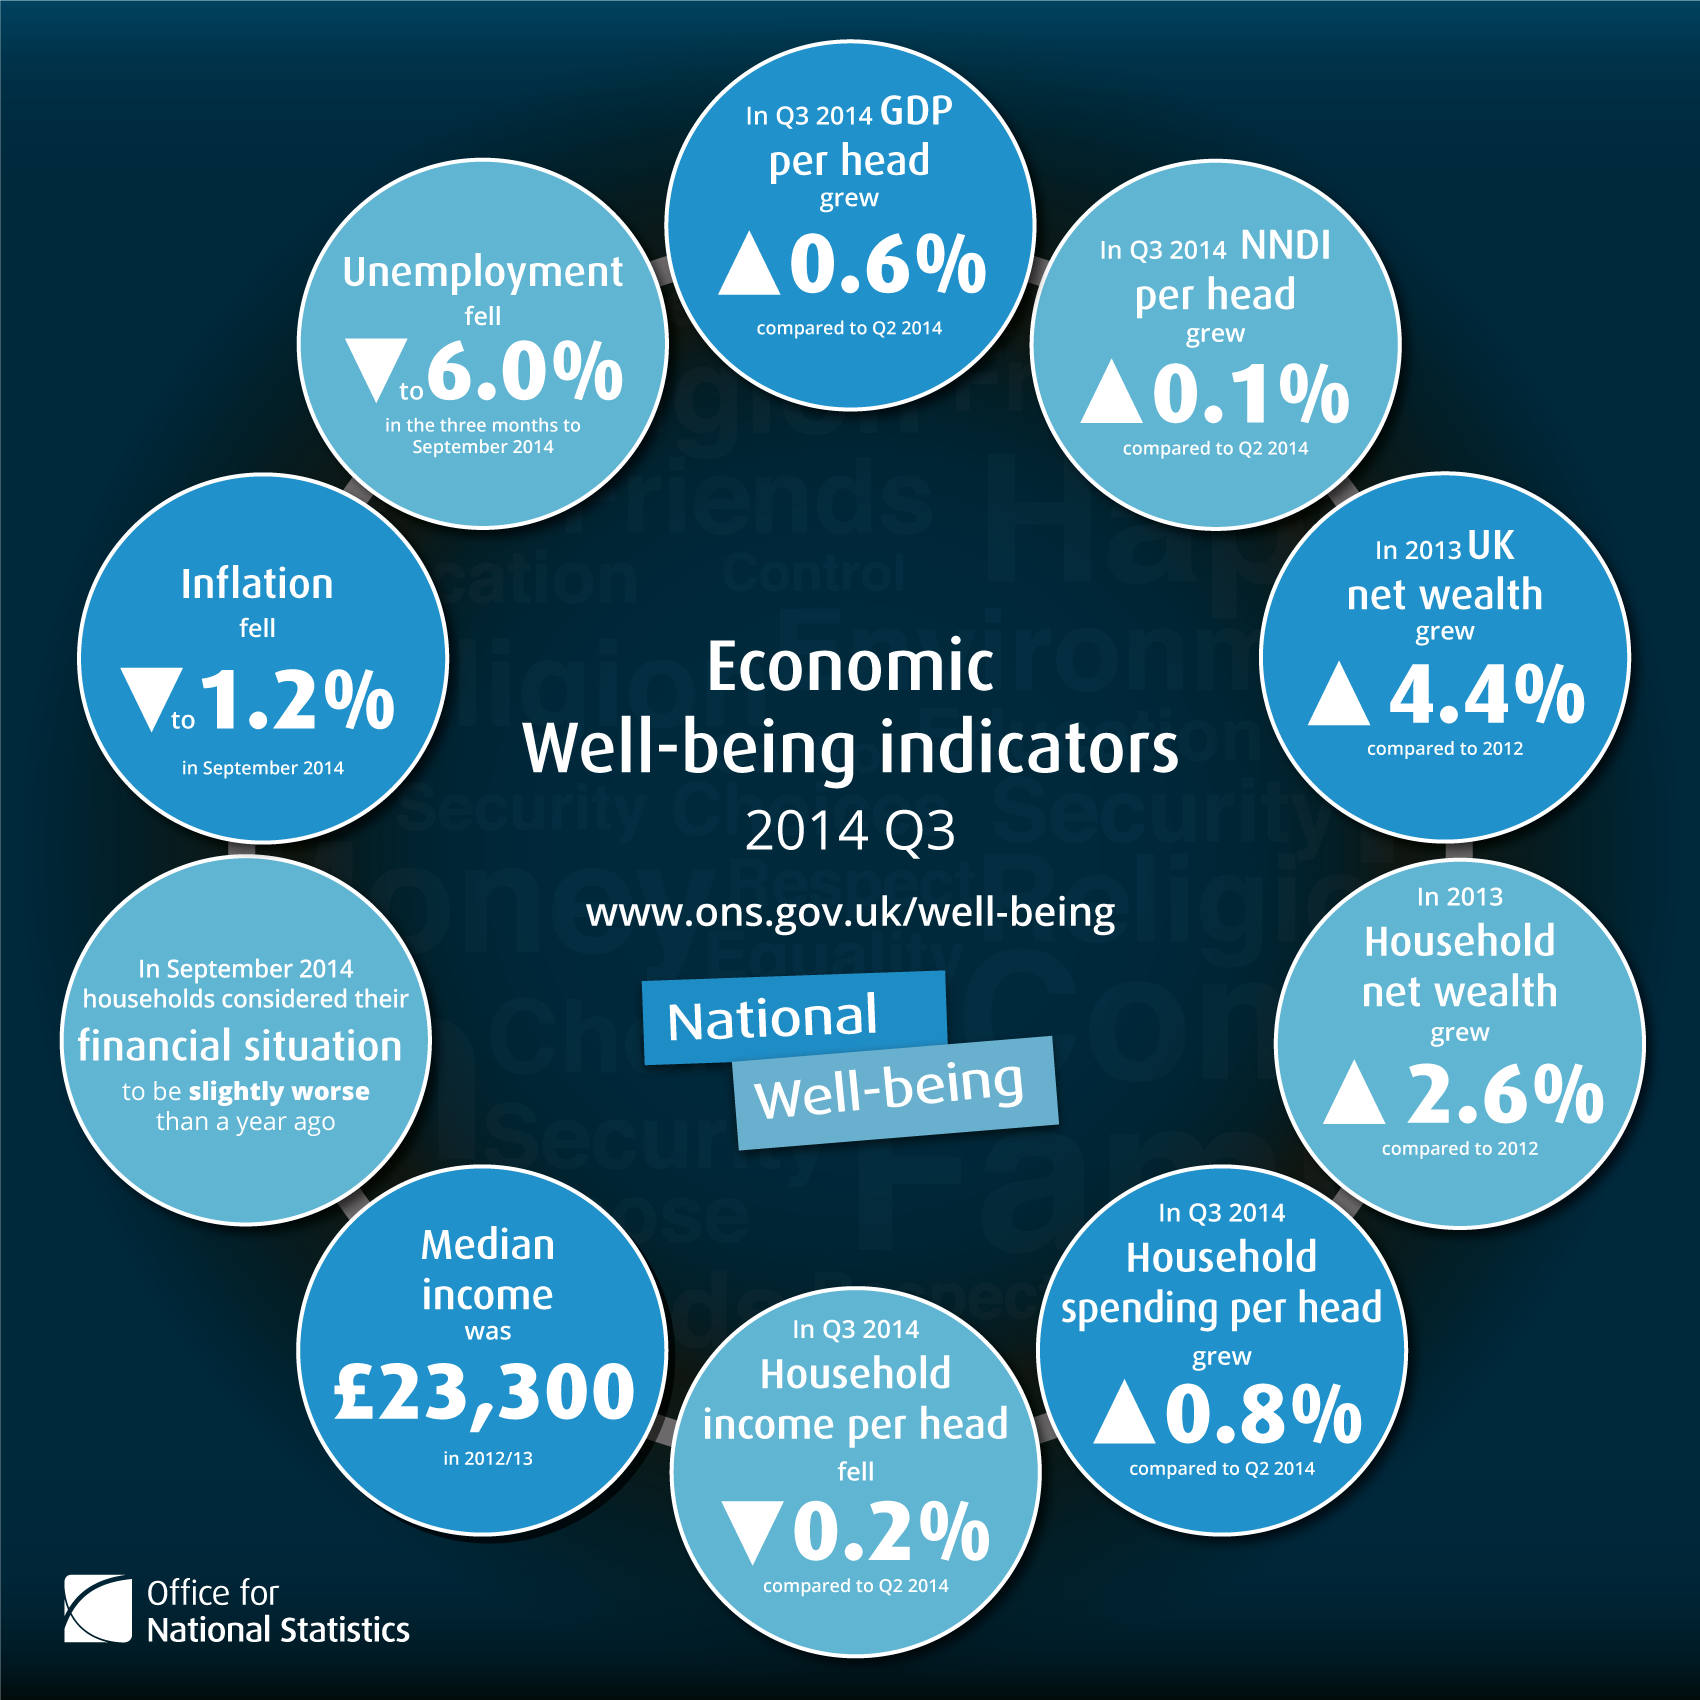 In Q3 2014 GDP
per head
grew
0.6%
compared to Q2 2014
In Q3 2014 NNDI
per head
grew
0.1%
compared to Q2 2014
In 2013 UK
net wealth
grew
4.4%
compared to 2012
In 2013
Household
net wealth
grew
2.6%
compared to 2012
In Q3 2014
Household
spending per head
grew
0.8%
compared to Q2 2014
In Q3 2014
Household
income per head
fell
0.2%
compared to Q2 2014
Median
income
was
£23,300
in 2012/13
In September 2014
households considered their
financial situation
to be slightly worse
than a year ago
Inflation
fell
to 1.2%
in September 2014
Unemployment
fell
to 6.0%
in the three months to
September 2014
Economic
Well-being indicators
2014 Q3
www.ons.gov.uk/well-being
National
Well-being
Office for
National Statistics